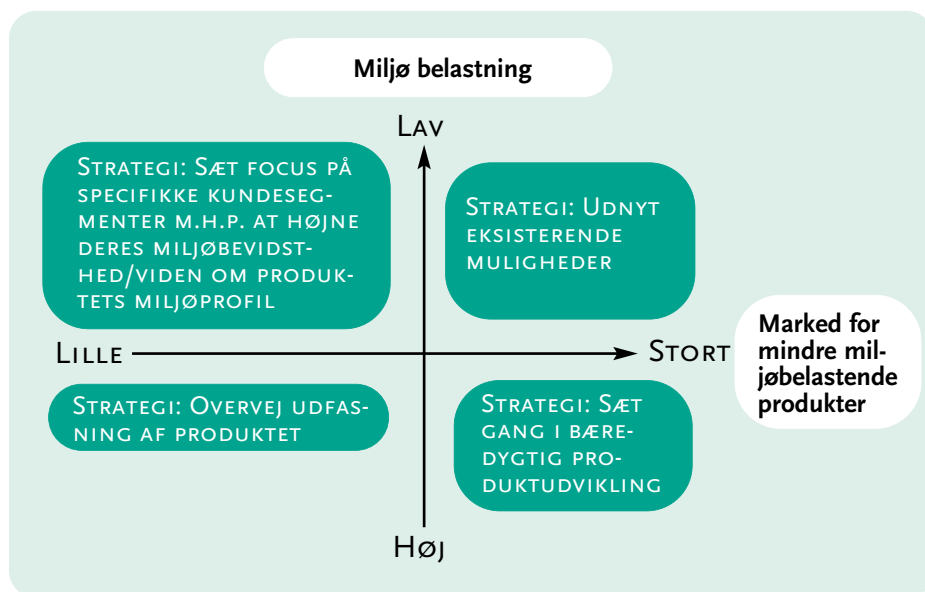 Miljø belastning
Lav
Strategi: Sæt focus på
specifikke kundeseg-
menter m.h.p. at højne
deres miljøbevidst-
hed/viden om produk-
tets miljøprofil
Strategi: Udnyt
eksisterende
muligheder
Lille
Stort
Marked for
mindre mil-
jøbelastende
produkter
Strategi: Overvej udfas-
ning af produktet
Strategi: Sæt
gang i bære-
dygtig pro-
duktudvikling
Høj